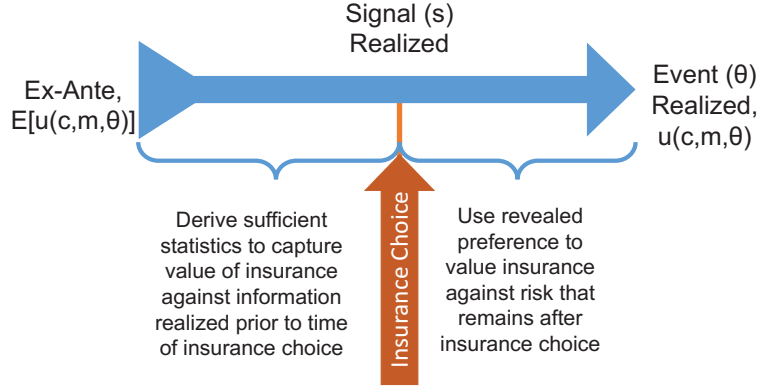 Signal (s)
Realized
Ex-Ante,
E[u(c,m,θ)]
Event (θ)
Realized,
u(c,m,θ)
Derive sufficient
statistics to capture
value of insurance
against information
realized prior to time
of insurance choice
Insurance Choice
Use revealed
preference to
value insurance
against risk that
remains after
insurance choice